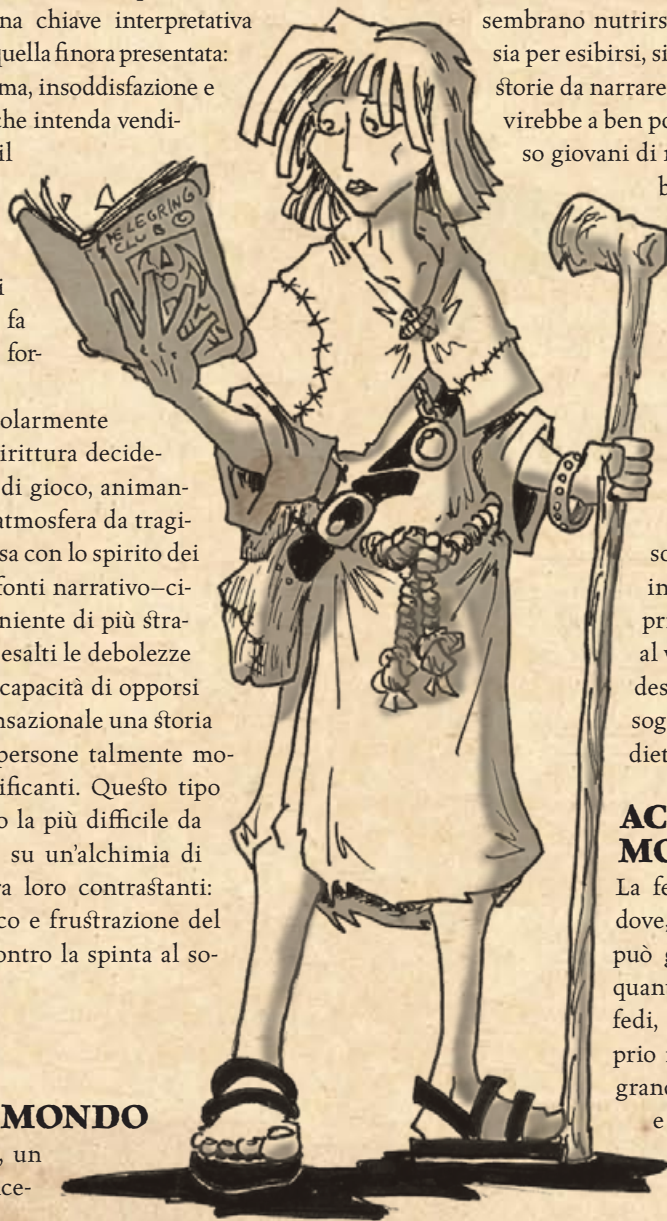 na chiave interpretativa
quella finora presentata:
ma, insoddisfazione e
che intenda vendi-
il
i
fa
for-
olarmente
irittura decide-
di gioco, animan-
atmosfera da tragi-
sa con lo spirito dei
fonti narrativo–ci-
niente di più stra-
esalti le debolezze
capacità di opporsi
nsazionale una storia
persone talmente mo-
ificanti. Questo tipo
o la più difficile da
su un'alchimia di
ra loro contrastanti:
co e frustrazione del
ontro la spinta al so-
MONDO
, un
ce-
PELEGRING
CLUB ©
sembrano nutrirs
sia per esibirsi, si
storie da narrare
virebbe a ben po
so giovani di
b
so
in
pri
al v
des
sog
diet
AC
MO
La fe
dove,
può g
quant
fedi,
prio
grand
e